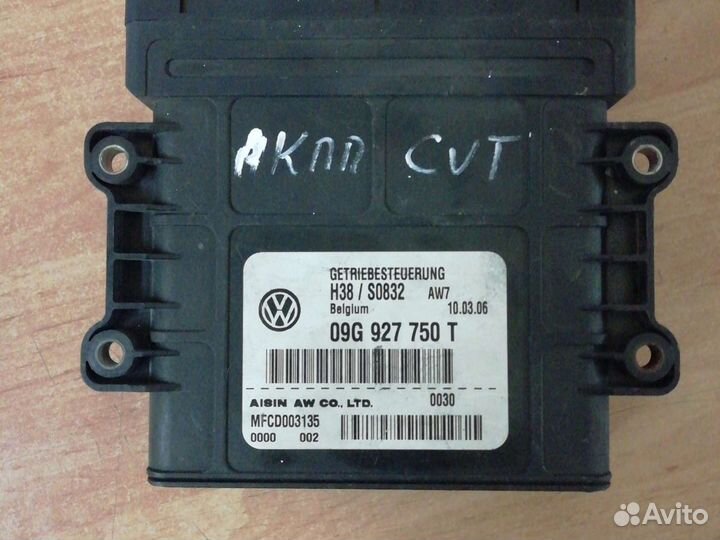 АКПП CVT
GETRIEBESTEUERUNG
H38 / S0832 AW7
Belgium 10.03.06
09G 927 750 T
AISIN AW CO., LTD. 0030
MFCD003135
0000 002
Avito